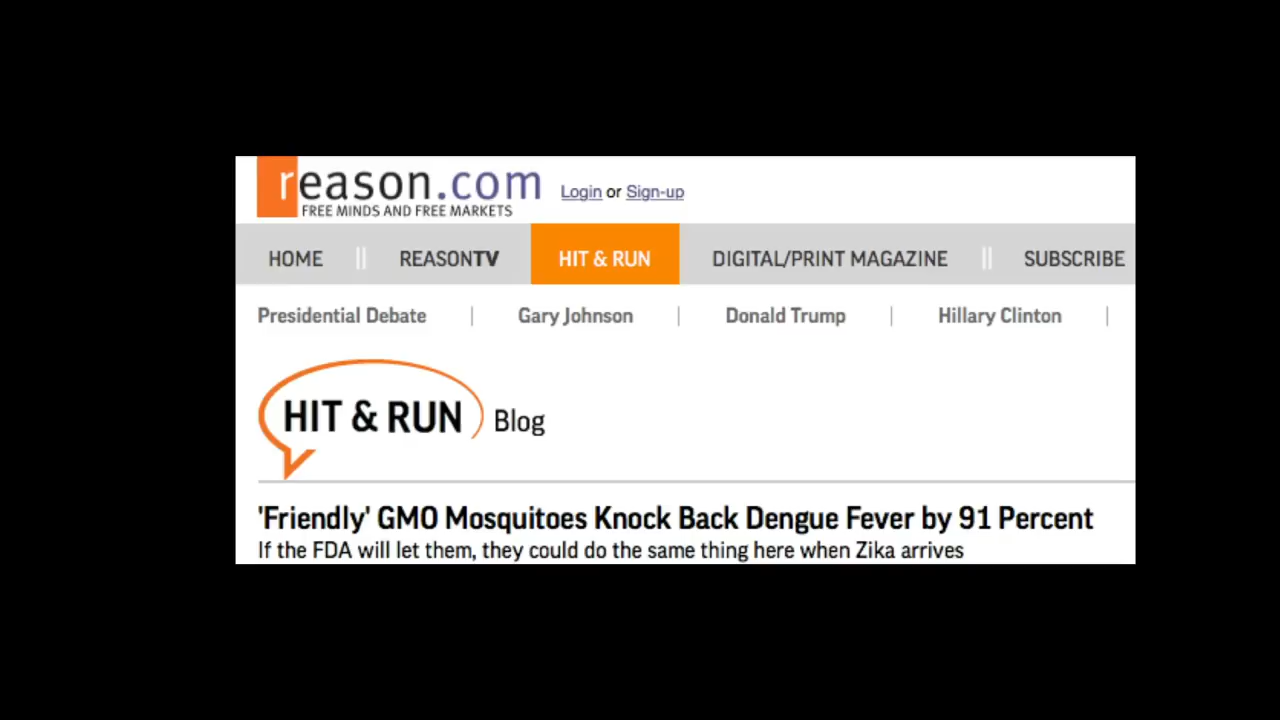 reason.com Login or Sign-up
FREE MINDS AND FREE MARKETS
HOME || REASONTV HIT & RUN DIGITAL/PRINT MAGAZINE || SUBSCRIBE
Presidential Debate | Gary Johnson | Donald Trump | Hillary Clinton |
HIT & RUN Blog
'Friendly' GMO Mosquitoes Knock Back Dengue Fever by 91 Percent
If the FDA will let them, they could do the same thing here when Zika arrives